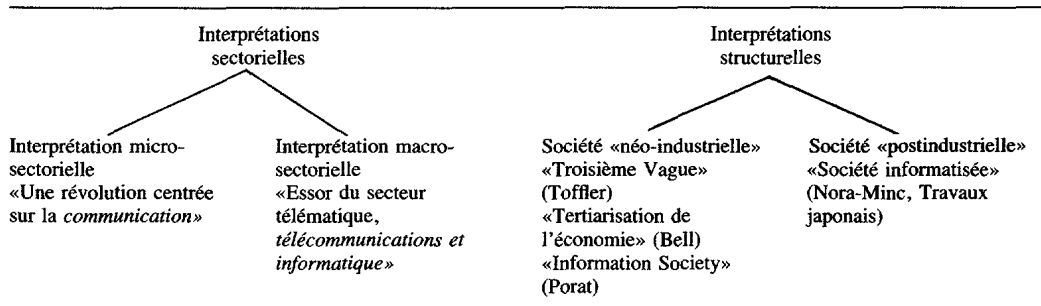 Interprétations
sectorielles
Interprétations
structurelles
Interprétation micro-
sectorielle
«Une révolution centrée
sur la communication»
Interprétation macro-
sectorielle
«Essor du secteur
télématique,
télécommunications et
informatique»
Société «néo-industrielle»
«Troisième Vague»
(Toffler)
«Tertiarisation de
l'économie» (Bell)
«Information Society»
(Porat)
Société «postindustrielle»
«Société informatisée»
(Nora-Minc, Travaux
japonais)